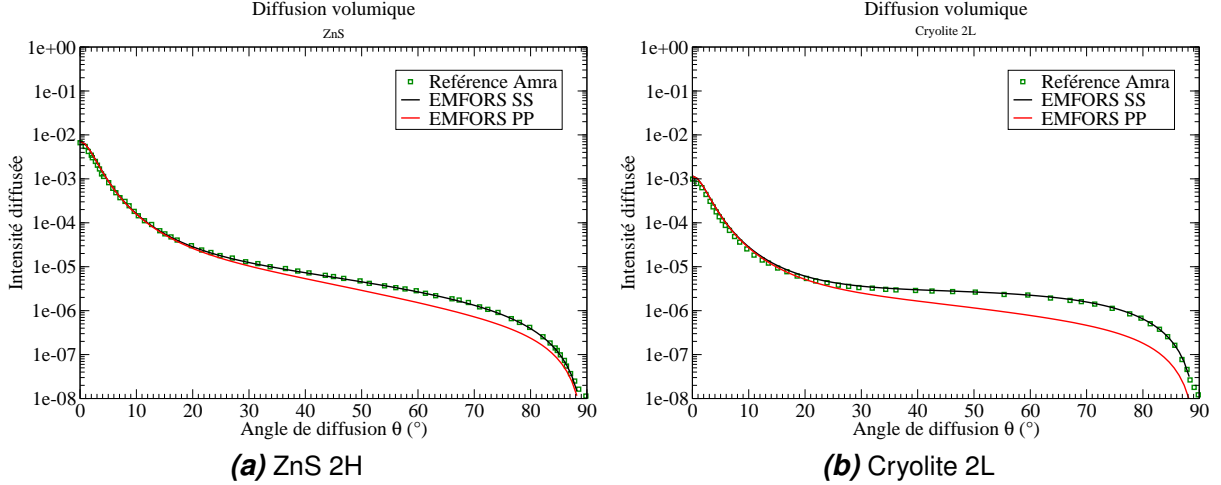 Diffusion volumique
ZnS
1e+00
1e-01
1e-02
1e-03
1e-04
1e-05
1e-06
1e-07
1e-08
Intensité diffusée
Reférence Amra
EMFORS SS
EMFORS PP
0 10 20 30 40 50 60 70 80 90
Angle de diffusion θ (°)
(a) ZnS 2H
Diffusion volumique
Cryolite 2L
1e+00
1e-01
1e-02
1e-03
1e-04
1e-05
1e-06
1e-07
1e-08
Intensité diffusée
Reférence Amra
EMFORS SS
EMFORS PP
0 10 20 30 40 50 60 70 80 90
Angle de diffusion θ (°)
(b) Cryolite 2L